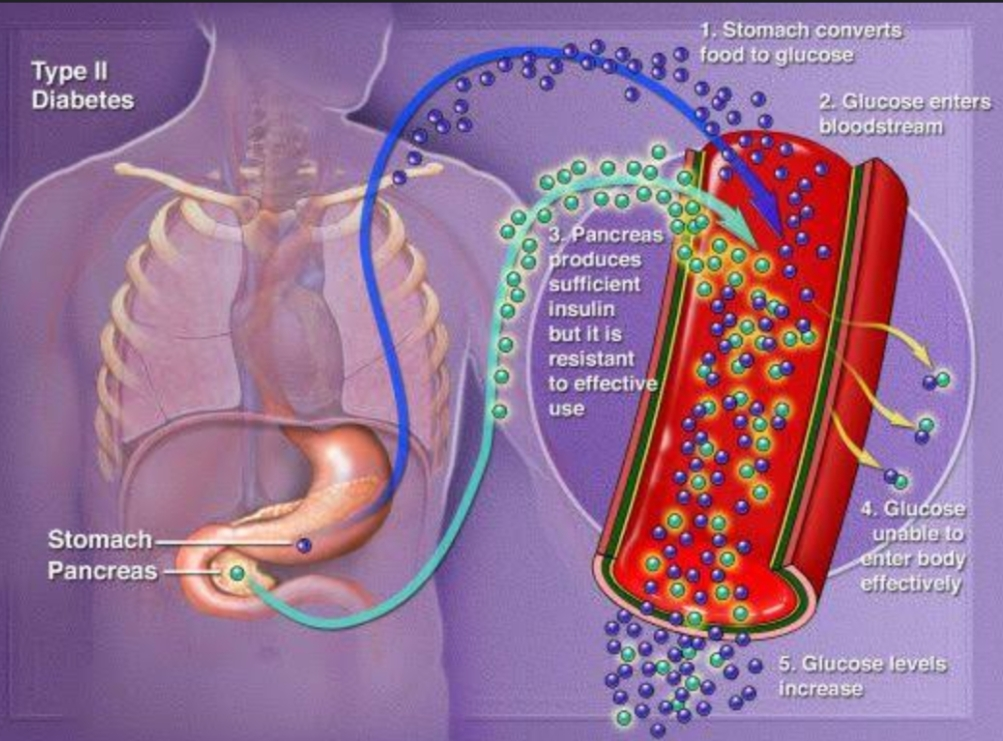 Type II
Diabetes
1. Stomach converts
food to glucose
2. Glucose enters
bloodstream
3. Pancreas
produces
sufficient
insulin
but it is
resistant
to effective
use
Stomach
Pancreas
4. Glucose
unable to
enter body
effectively
5. Glucose levels
increase